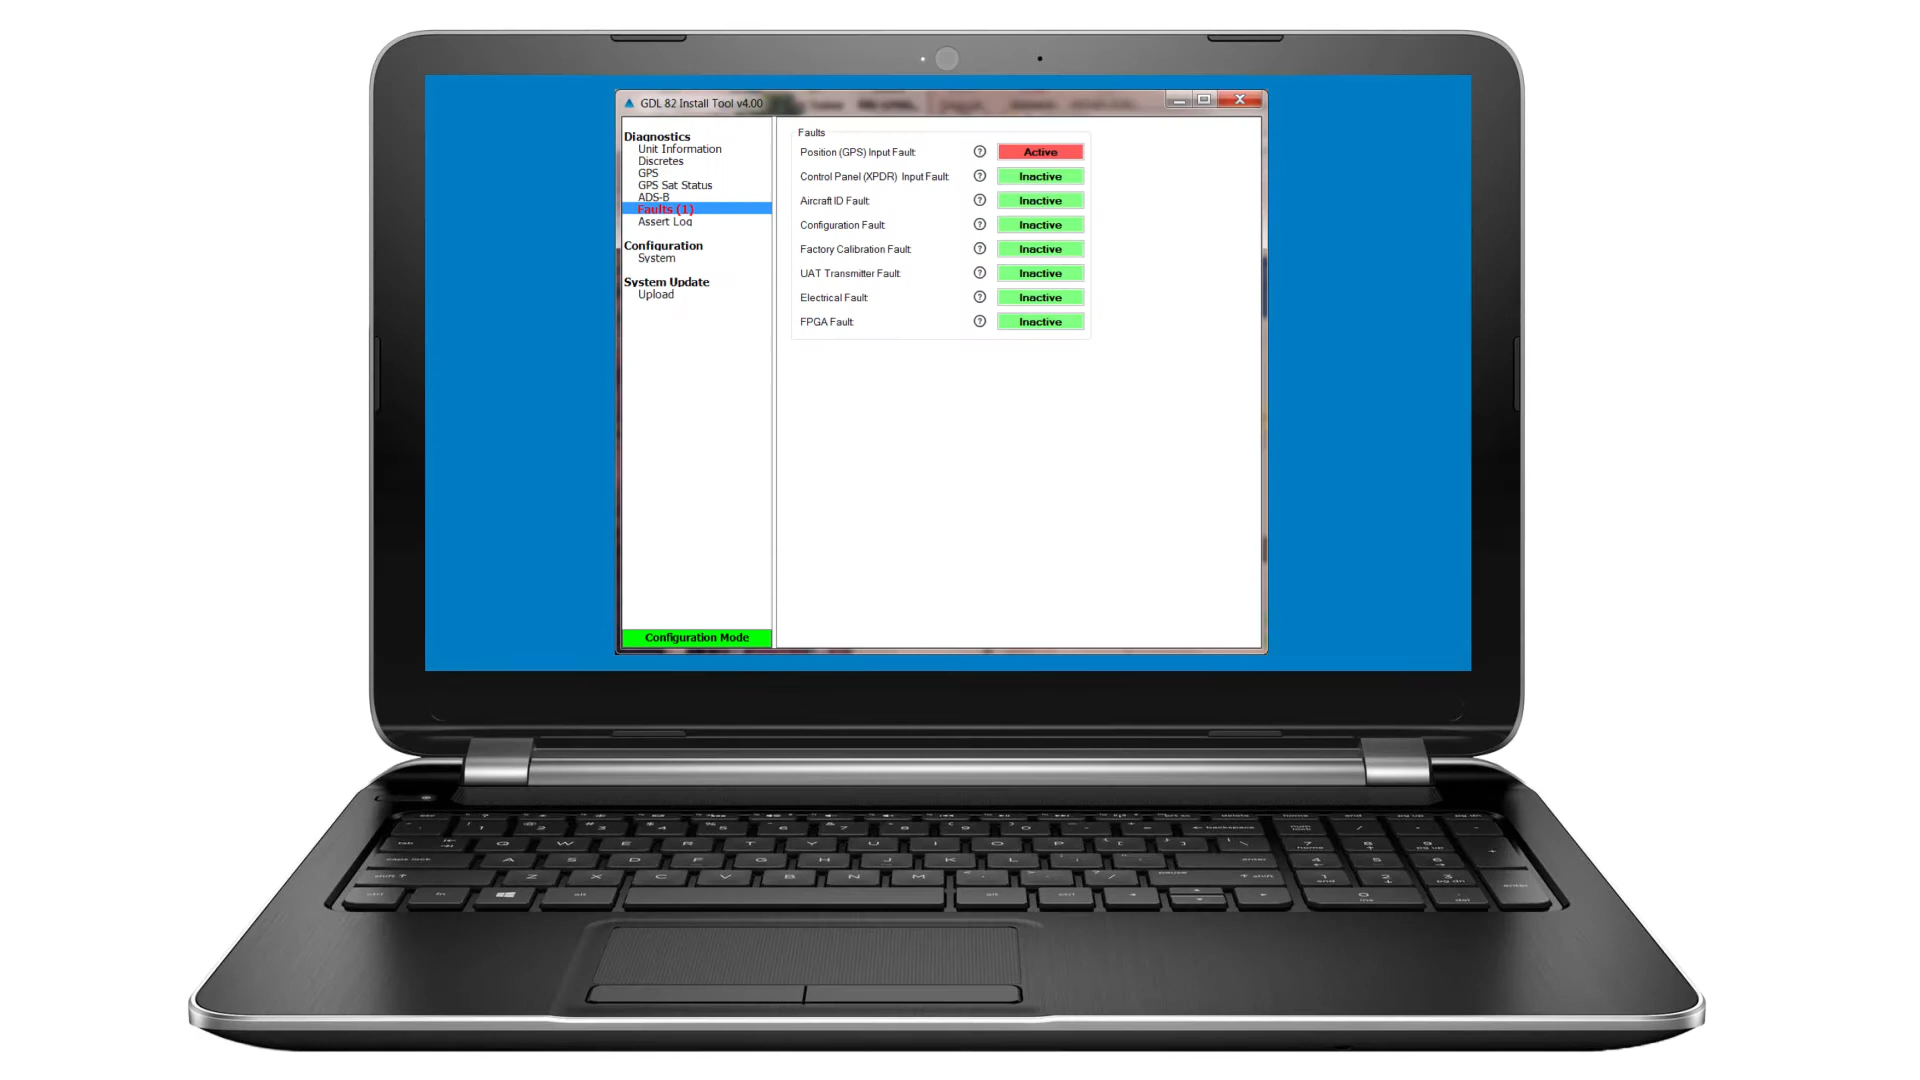 GDL 82 Install Tool v4.00
Diagnostics
Unit Information
Discretes
GPS
GPS Sat Status
ADS-B
Faults (1)
Assert Log
Configuration
System
System Update
Upload
Configuration Mode
Faults
Position (GPS) Input Fault: Active
Control Panel (XPDR) Input Fault: Inactive
Aircraft ID Fault: Inactive
Configuration Fault: Inactive
Factory Calibration Fault: Inactive
UAT Transmitter Fault: Inactive
Electrical Fault: Inactive
FPGA Fault: Inactive